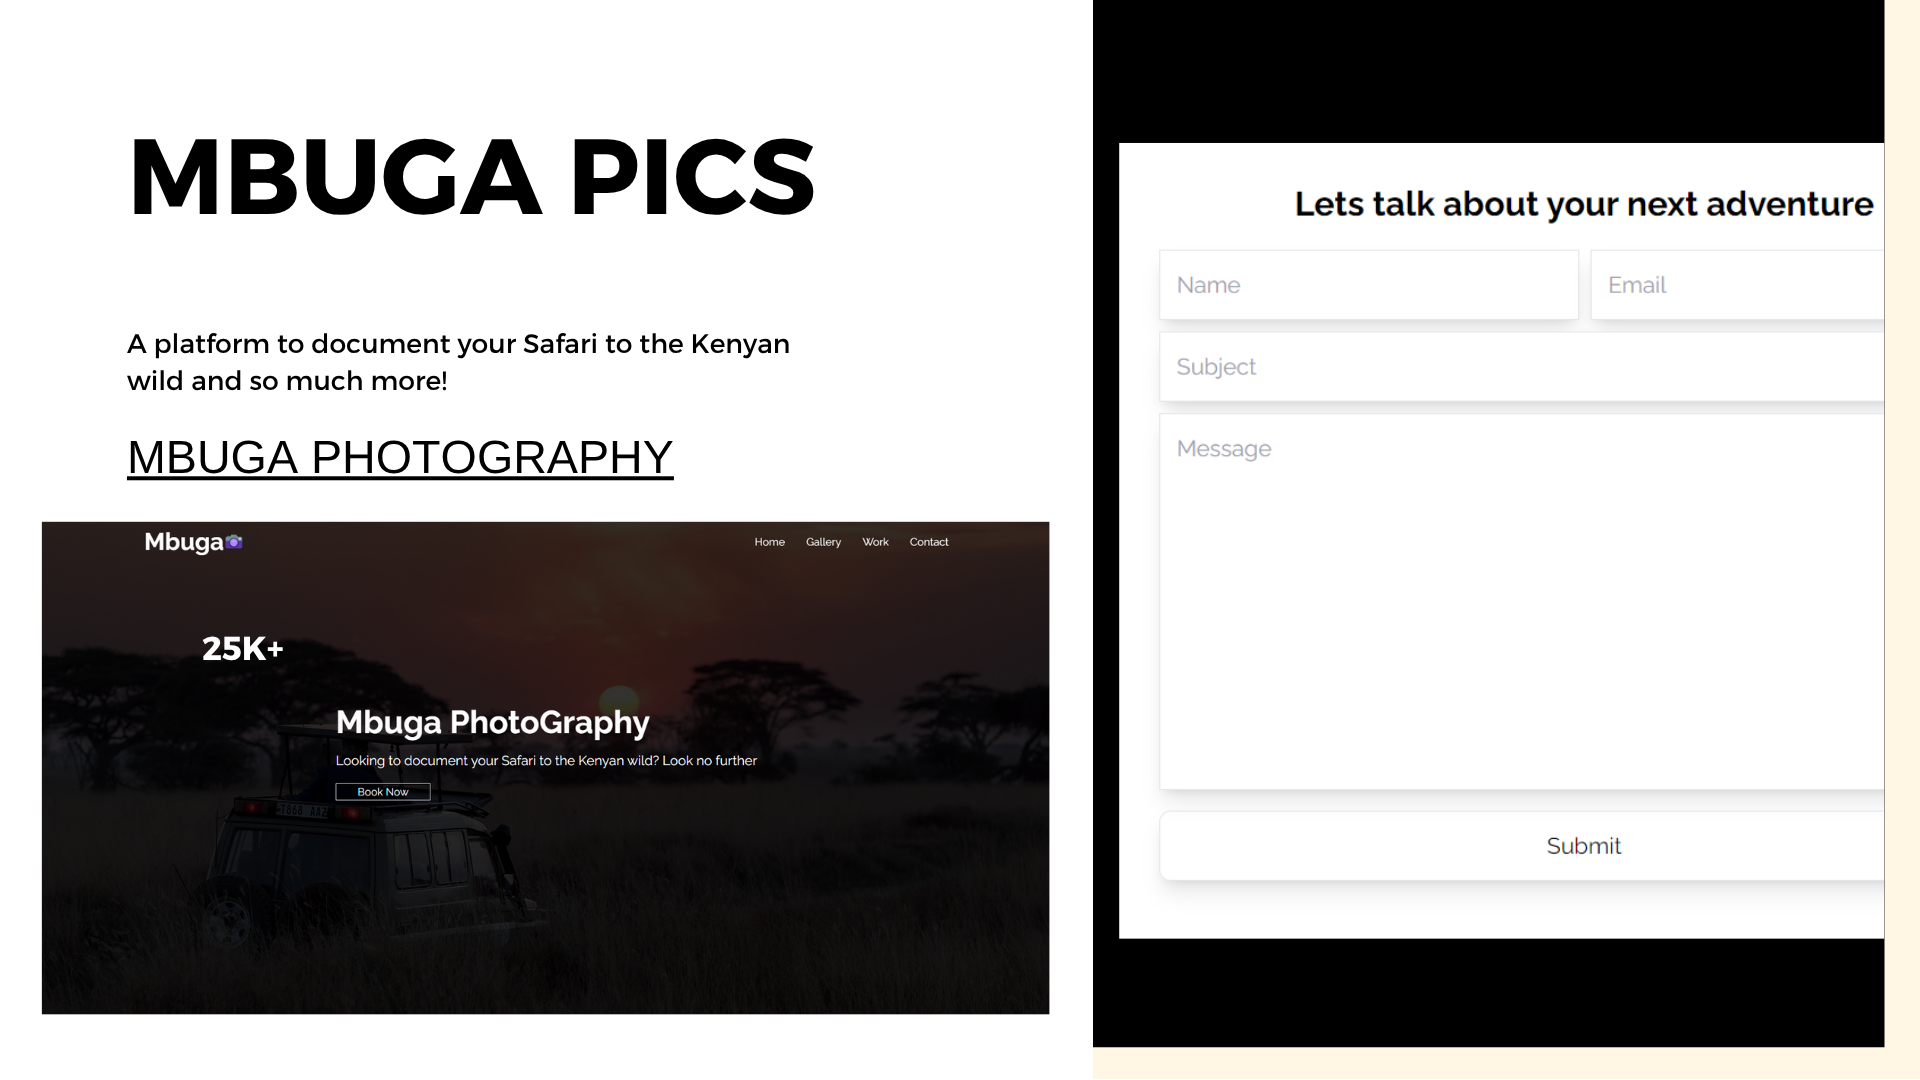 MBUGA PICS
A platform to document your Safari to the Kenyan
wild and so much more!
MBUGA PHOTOGRAPHY
Mbuga
Home Gallery Work Contact
25K+
Mbuga PhotoGraphy
Looking to document your Safari to the Kenyan wild? Look no further
Book Now
T868 AAZ
Lets talk about your next adventure
Name Email
Subject
Message
Submit